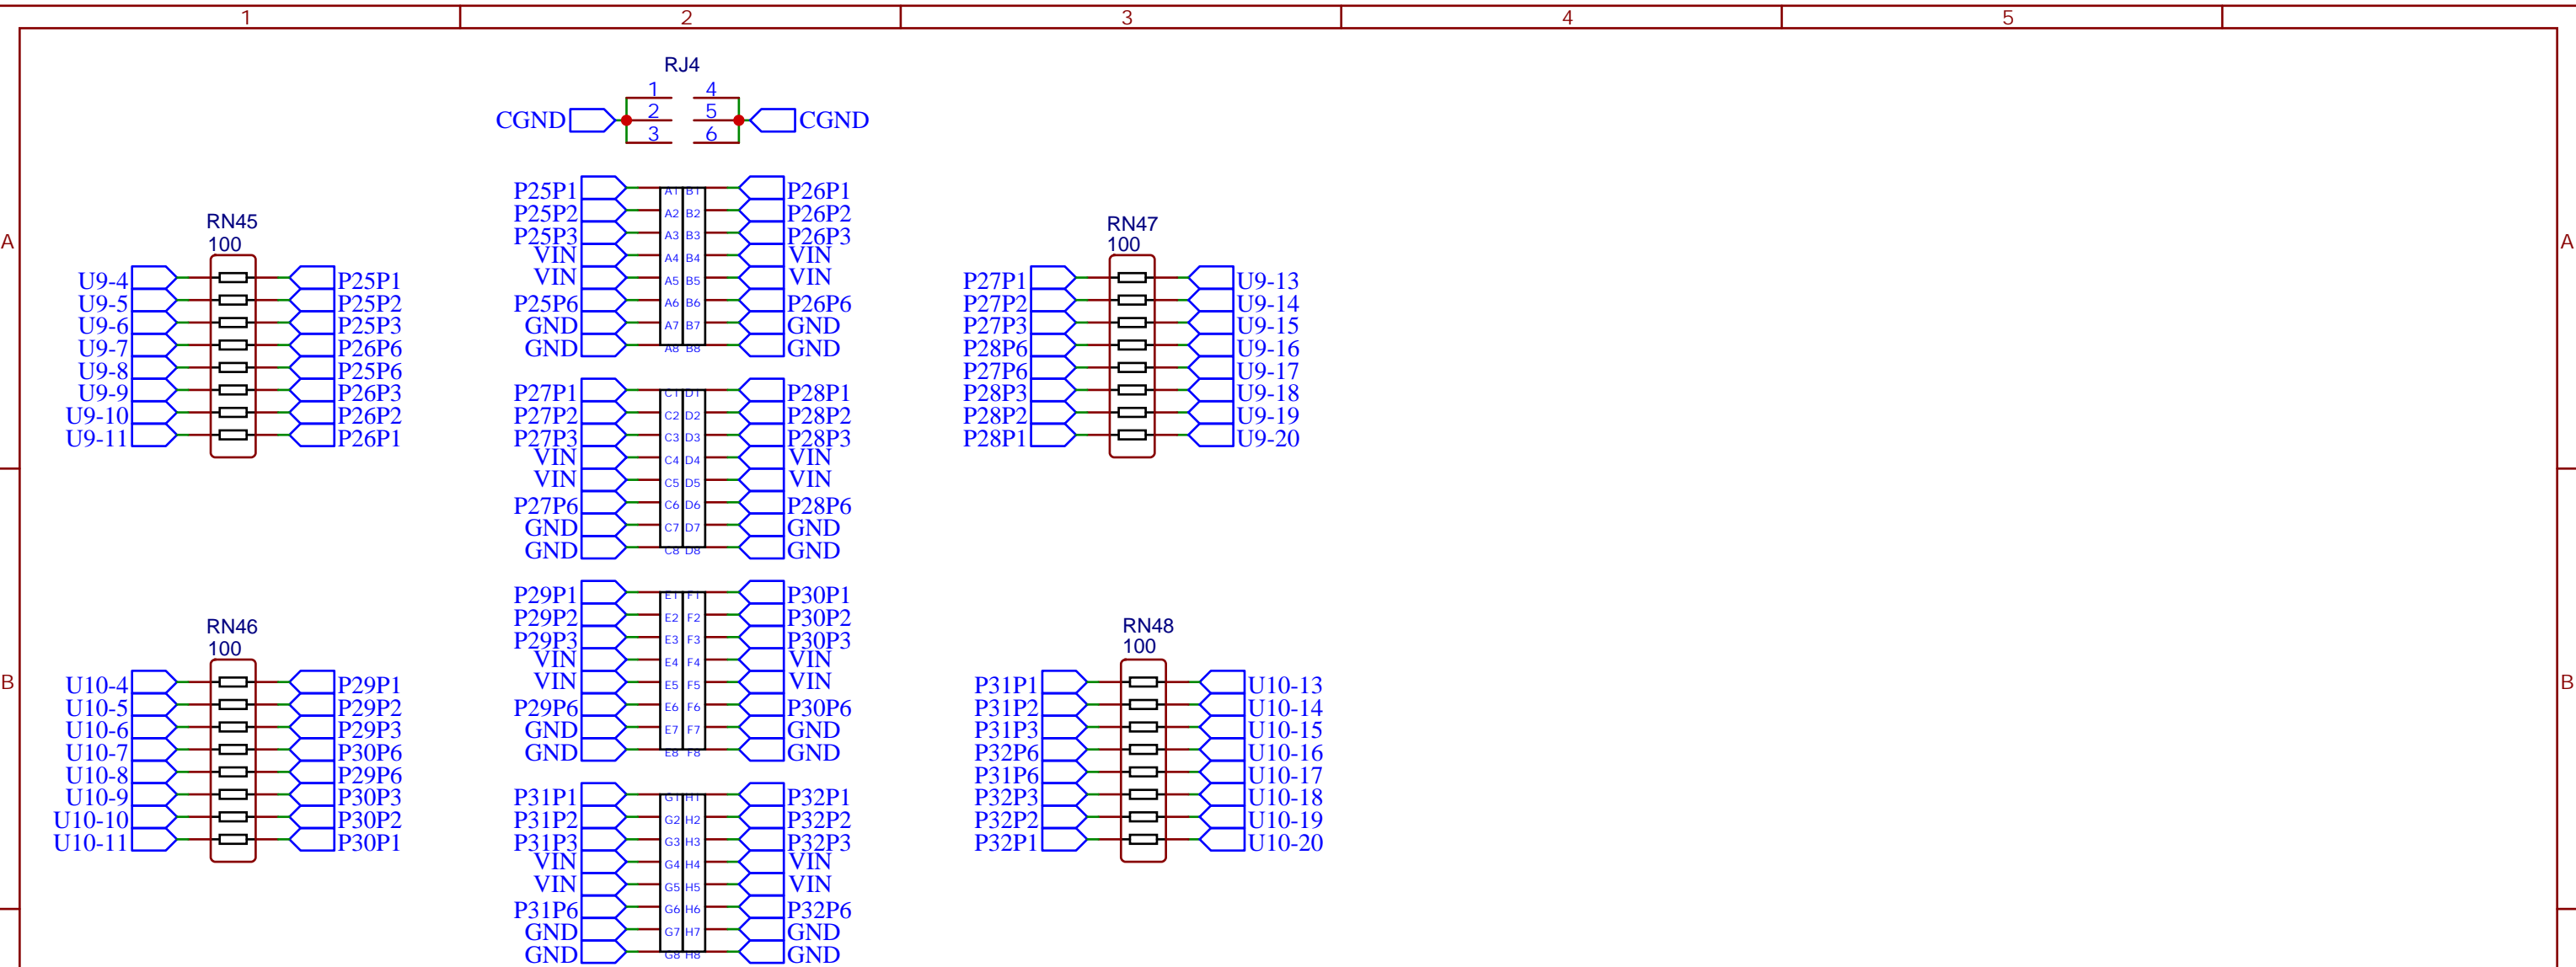 1 2 3 4 5
RJ4
1 4
CGND 2 5 CGND
3 6
A A
RN45
100
U9-4 P25P1
U9-5 P25P2
U9-6 P25P3
U9-7 P26P6
U9-8 P25P6
U9-9 P26P3
U9-10 P26P2
U9-11 P26P1
P25P1 A1 B1 P26P1
P25P2 A2 B2 P26P2
P25P3 A3 B3 P26P3
VIN A4 B4 VIN
VIN A5 B5 VIN
P25P6 A6 B6 P26P6
GND A7 B7 GND
GND A8 B8 GND
RN47
100
P27P1 U9-13
P27P2 U9-14
P27P3 U9-15
P28P6 U9-16
P27P6 U9-17
P28P3 U9-18
P28P2 U9-19
P28P1 U9-20
P27P1 C1 D1 P28P1
P27P2 C2 D2 P28P2
P27P3 C3 D3 P28P3
VIN C4 D4 VIN
VIN C5 D5 VIN
P27P6 C6 D6 P28P6
GND C7 D7 GND
GND C8 D8 GND
B B
RN46
100
U10-4 P29P1
U10-5 P29P2
U10-6 P29P3
U10-7 P30P6
U10-8 P29P6
U10-9 P30P3
U10-10 P30P2
U10-11 P30P1
P29P1 E1 F1 P30P1
P29P2 E2 F2 P30P2
P29P3 E3 F3 P30P3
VIN E4 F4 VIN
VIN E5 F5 VIN
P29P6 E6 F6 P30P6
GND E7 F7 GND
GND E8 F8 GND
RN48
100
P31P1 U10-13
P31P2 U10-14
P31P3 U10-15
P32P6 U10-16
P31P6 U10-17
P32P3 U10-18
P32P2 U10-19
P32P1 U10-20
P31P1 G1 H1 P32P1
P31P2 G2 H2 P32P2
P31P3 G3 H3 P32P3
VIN G4 H4 VIN
VIN G5 H5 VIN
P31P6 G6 H6 P32P6
GND G7 H7 GND
GND G8 H8 GND